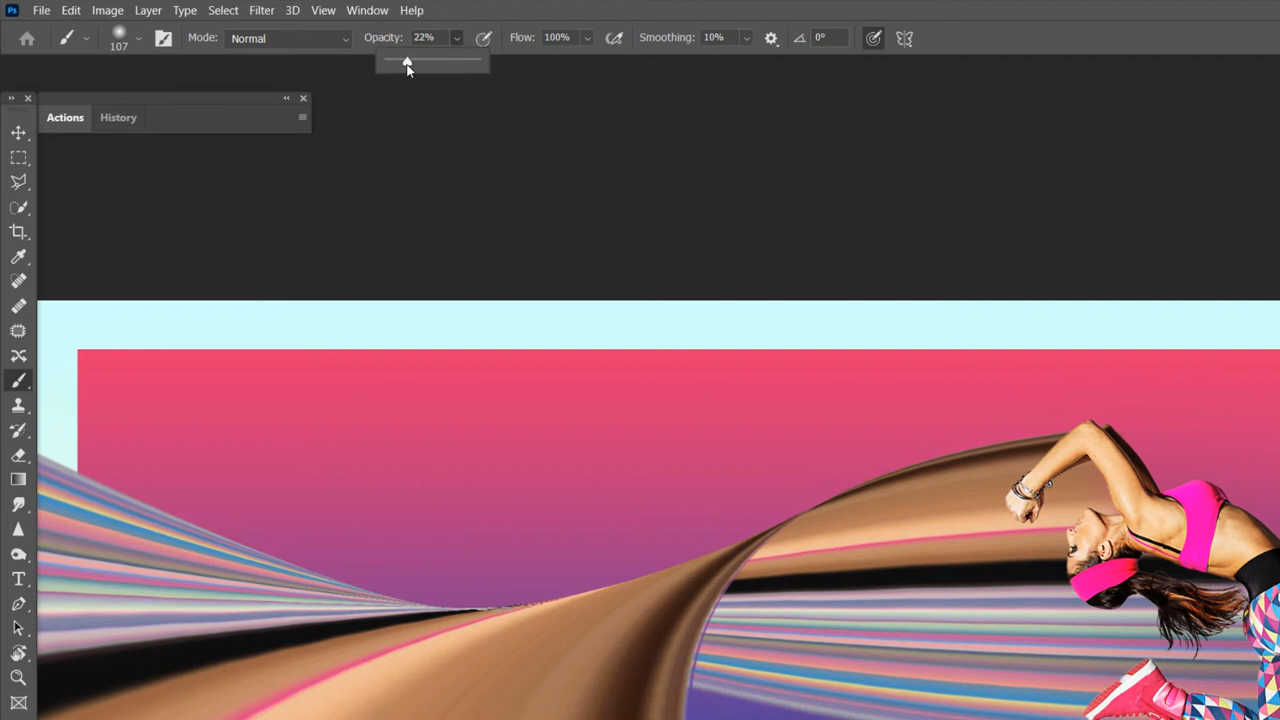 Ps File Edit Image Layer Type Select Filter 3D View Window Help
107 Mode: Normal Opacity: 22% Flow: 100% Smoothing: 10% 0°
Actions History